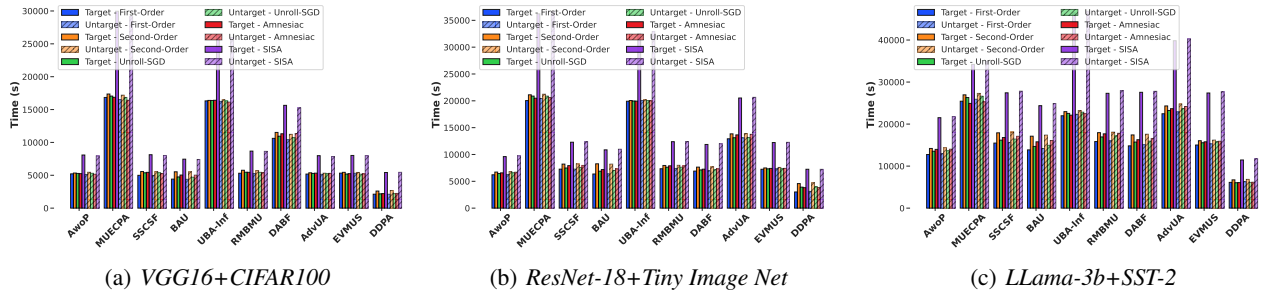 Time (s)
30000
25000
20000
15000
10000
5000
0
Target - First-Order
Untarget - First-Order
Target - Second-Order
Untarget - Second-Order
Target - Unroll-SGD
Untarget - Unroll-SGD
Target - Amnesiac
Untarget - Amnesiac
Target - SISA
Untarget - SISA
AwoP
MUECPA
SSCSF
BAU
UBA-Inf
RMBMU
DABF
AdvUA
EVMUS
DDPA
(a) VGG16+CIFAR100
Time (s)
35000
30000
25000
20000
15000
10000
5000
0
Target - First-Order
Untarget - First-Order
Target - Second-Order
Untarget - Second-Order
Target - Unroll-SGD
Untarget - Unroll-SGD
Target - Amnesiac
Untarget - Amnesiac
Target - SISA
Untarget - SISA
AwoP
MUECPA
SSCSF
BAU
UBA-Inf
RMBMU
DABF
AdvUA
EVMUS
DDPA
(b) ResNet-18+Tiny Image Net
Time (s)
40000
30000
20000
10000
0
Target - First-Order
Untarget - First-Order
Target - Second-Order
Untarget - Second-Order
Target - Unroll-SGD
Untarget - Unroll-SGD
Target - Amnesiac
Untarget - Amnesiac
Target - SISA
Untarget - SISA
AwoP
MUECPA
SSCSF
BAU
UBA-Inf
RMBMU
DABF
AdvUA
EVMUS
DDPA
(c) LLama-3b+SST-2